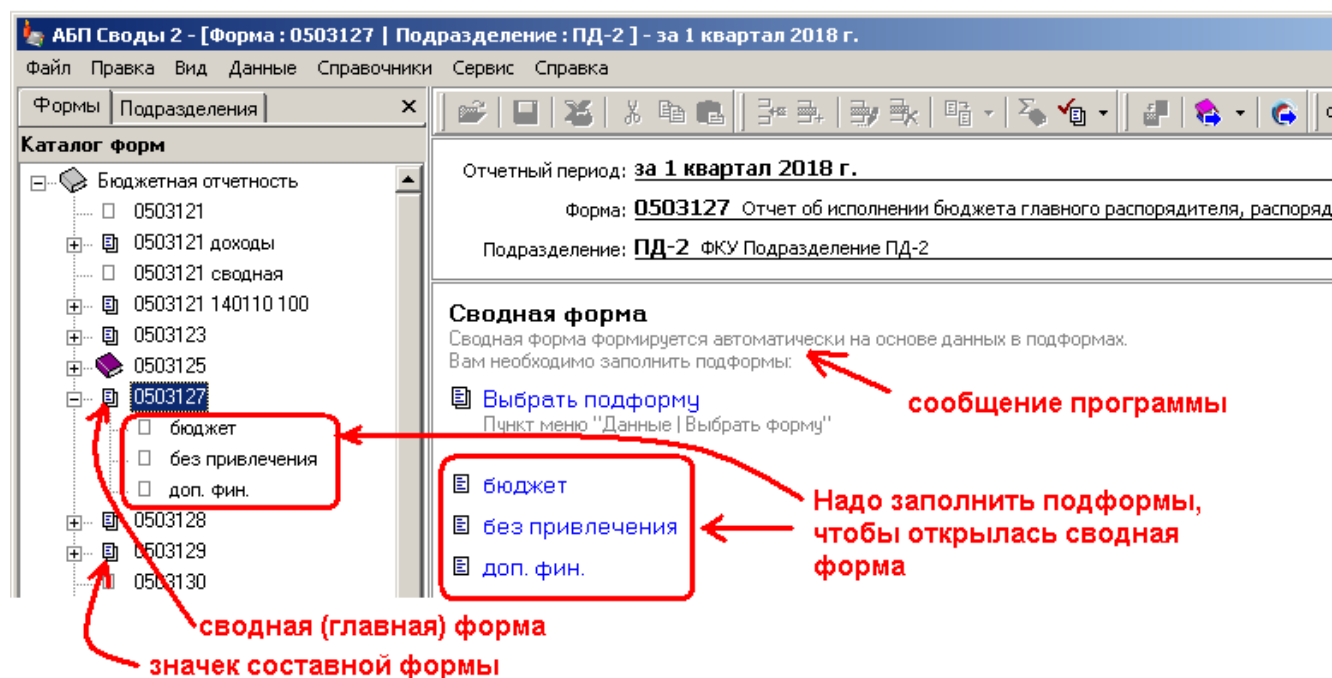 АБП Своды 2 - [Форма : 0503127 | Подразделение : ПД-2 ] - за 1 квартал 2018 г.
Файл Правка Вид Данные Справочники Сервис Справка
Формы Подразделения
Каталог форм
Бюджетная отчетность
0503121
0503121 доходы
0503121 сводная
0503121 140110 100
0503123
0503125
0503127
бюджет
без привлечения
доп. фин.
0503128
0503129
0503130
Отчетный период: за 1 квартал 2018 г.
Форма: 0503127 Отчет об исполнении бюджета главного распорядителя, распоряд
Подразделение: ПД-2 ФКУ Подразделение ПД-2
Сводная форма
Сводная форма формируется автоматически на основе данных в подформах.
Вам необходимо заполнить подформы:
Выбрать подформу
Пункт меню "Данные | Выбрать форму"
бюджет
без привлечения
доп. фин.
сообщение программы
Надо заполнить подформы,
чтобы открылась сводная
форма
сводная (главная) форма
значек составной формы